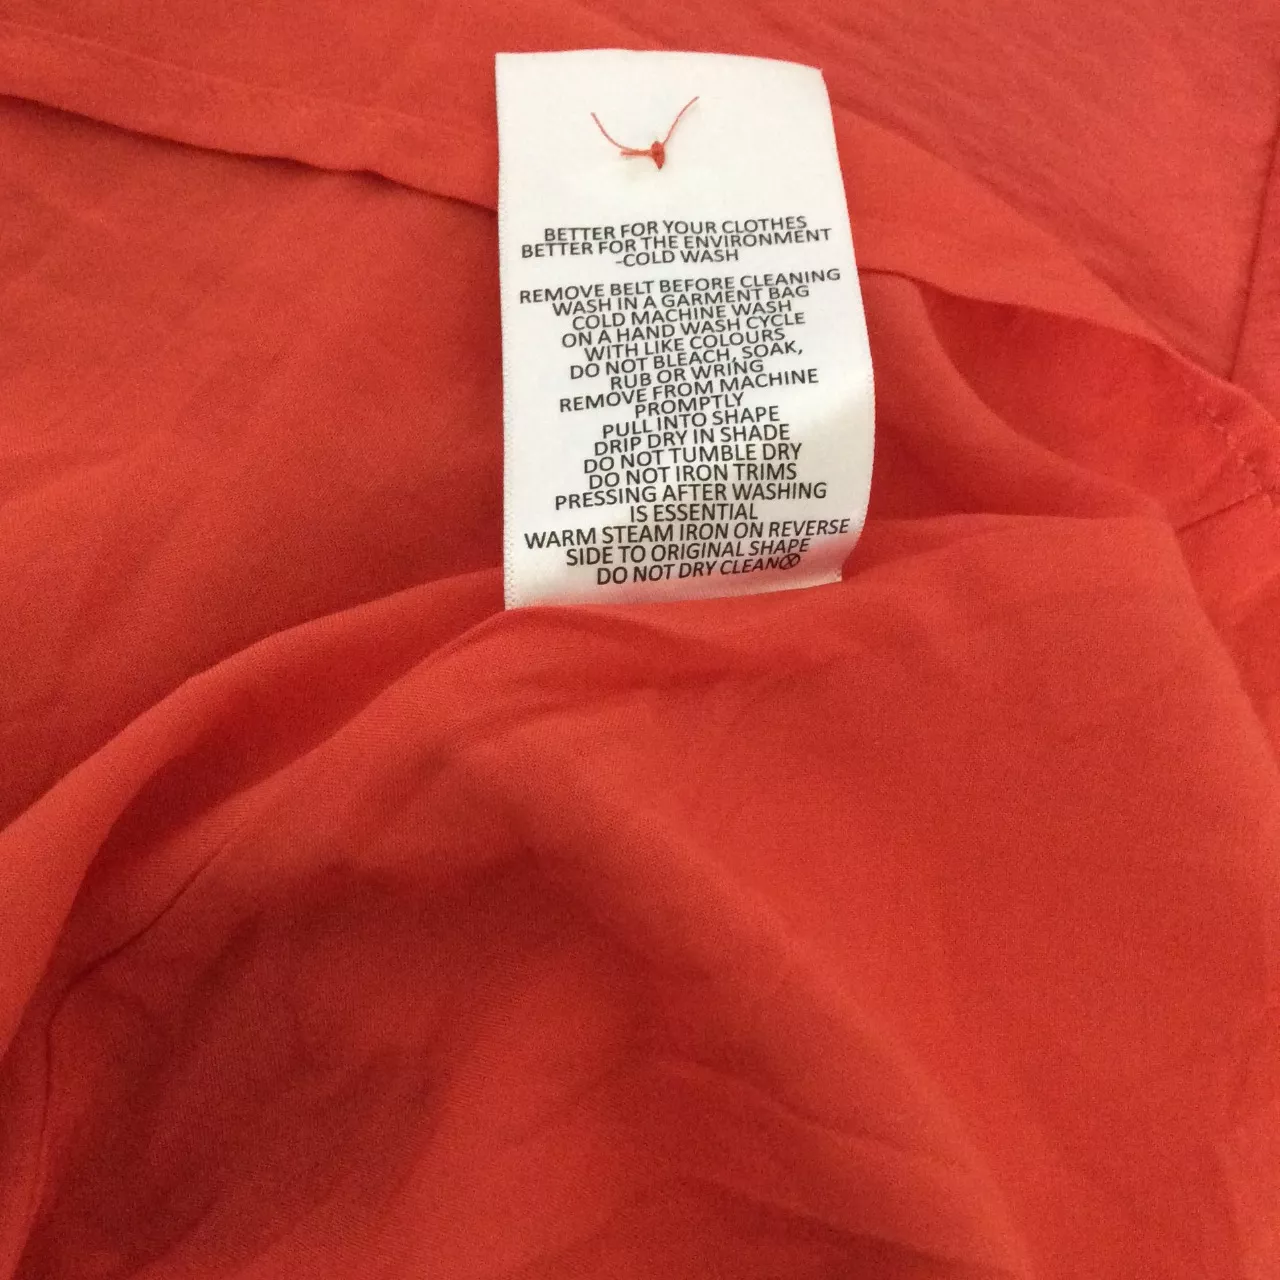 BETTER FOR YOUR CLOTHES
BETTER FOR THE ENVIRONMENT
-COLD WASH
REMOVE BELT BEFORE CLEANING
WASH IN A GARMENT BAG
COLD MACHINE WASH
ON A HAND WASH CYCLE
WITH LIKE COLOURS
DO NOT BLEACH, SOAK,
RUB OR WRING
REMOVE FROM MACHINE
PROMPTLY
PULL INTO SHAPE
DRIP DRY IN SHADE
DO NOT TUMBLE DRY
DO NOT IRON TRIMS
PRESSING AFTER WASHING
IS ESSENTIAL
WARM STEAM IRON ON REVERSE
SIDE TO ORIGINAL SHAPE
DO NOT DRY CLEAN